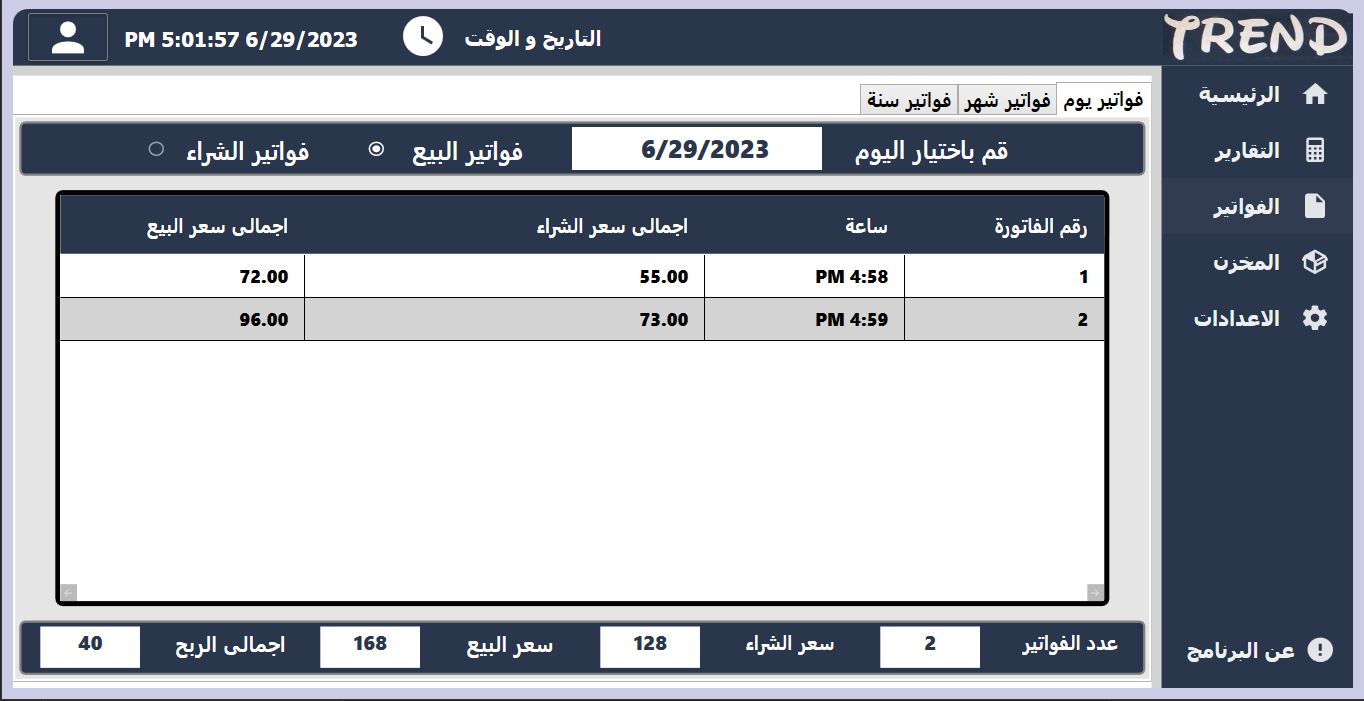 TREND
التاريخ و الوقت
PM 5:01:57 6/29/2023
الرئيسية
التقارير
الفواتير
المخزن
الاعدادات
عن البرنامج
فواتير يوم
فواتير شهر
فواتير سنة
قم باختيار اليوم
6/29/2023
فواتير البيع
فواتير الشراء
رقم الفاتورة ساعة اجمالى سعر الشراء اجمالى سعر البيع
1 PM 4:58 55.00 72.00
2 PM 4:59 73.00 96.00
عدد الفواتير 2 سعر الشراء 128 سعر البيع 168 اجمالى الربح 40